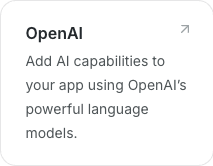 OpenAI
Add AI capabilities to
your app using OpenAI’s
powerful language
models.